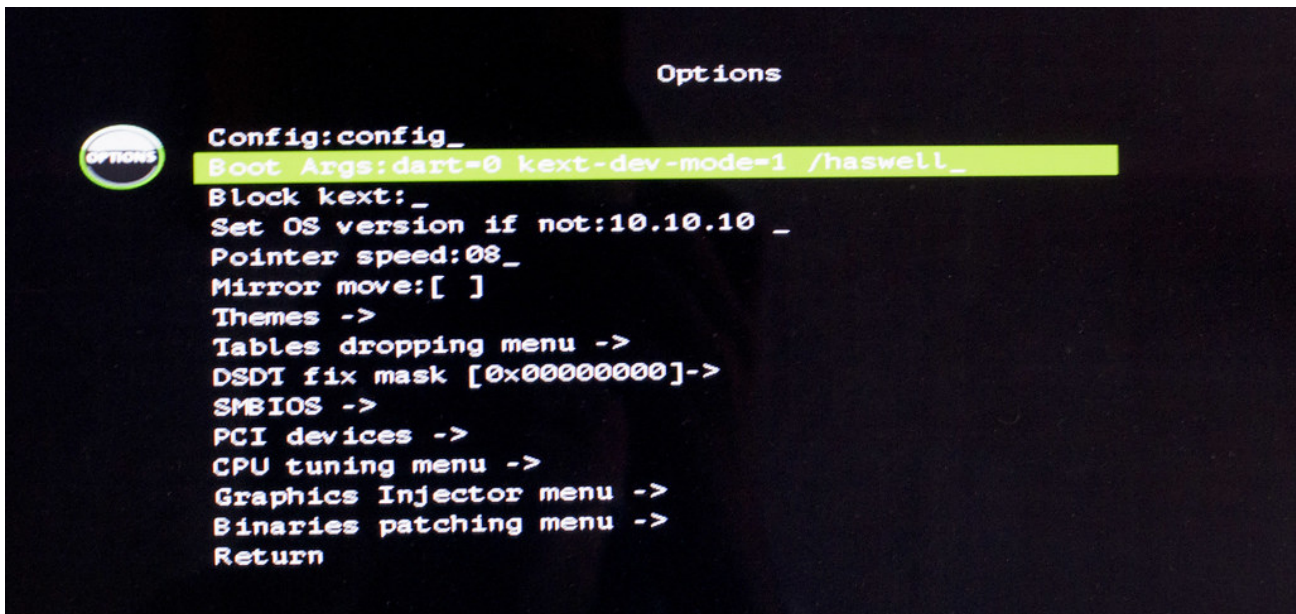 Options
OPTIONS
Config:config_
Boot Args:dart=0 kext-dev-mode=1 /haswell_
Block kext:_
Set OS version if not:10.10.10 _
Pointer speed:08_
Mirror move:[ ]
Themes ->
Tables dropping menu ->
DSDT fix mask [0x00000000]->
SMBIOS ->
PCI devices ->
CPU tuning menu ->
Graphics Injector menu ->
Binaries patching menu ->
Return